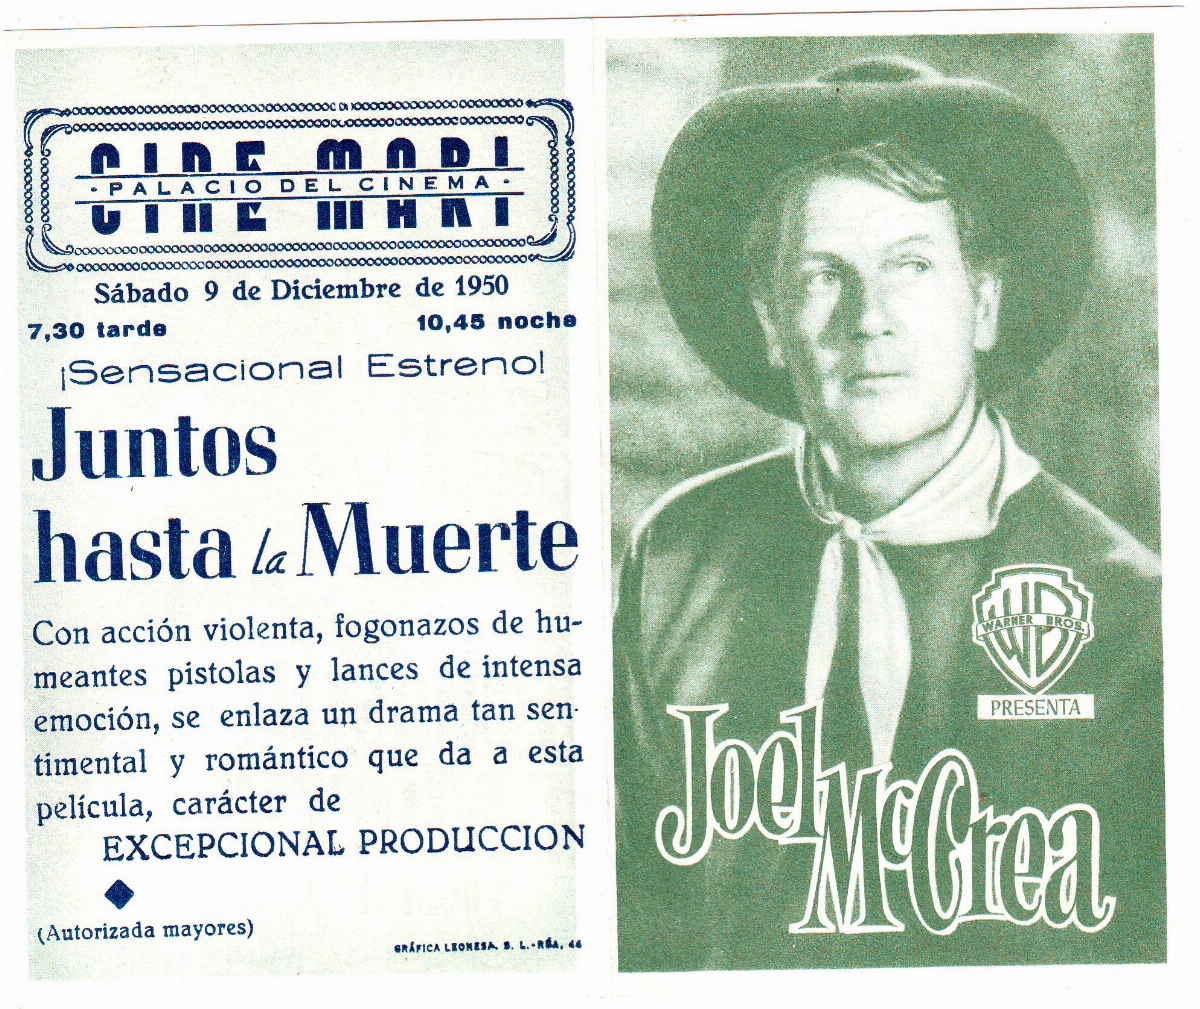 CINE MARI
· PALACIO DEL CINEMA ·
Sábado 9 de Diciembre de 1950
7,30 tarde 10,45 noche
¡Sensacional Estreno!
Juntos
hasta la Muerte
Con acción violenta, fogonazos de hu-
meantes pistolas y lances de intensa
emoción, se enlaza un drama tan sen-
timental y romántico que da a esta
película, carácter de
EXCEPCIONAL PRODUCCION
(Autorizada mayores)
GRÁFICA LEONESA. S. L.-RÚA, 44
WB
WARNER BROS.
PRESENTA
Joel
McCrea